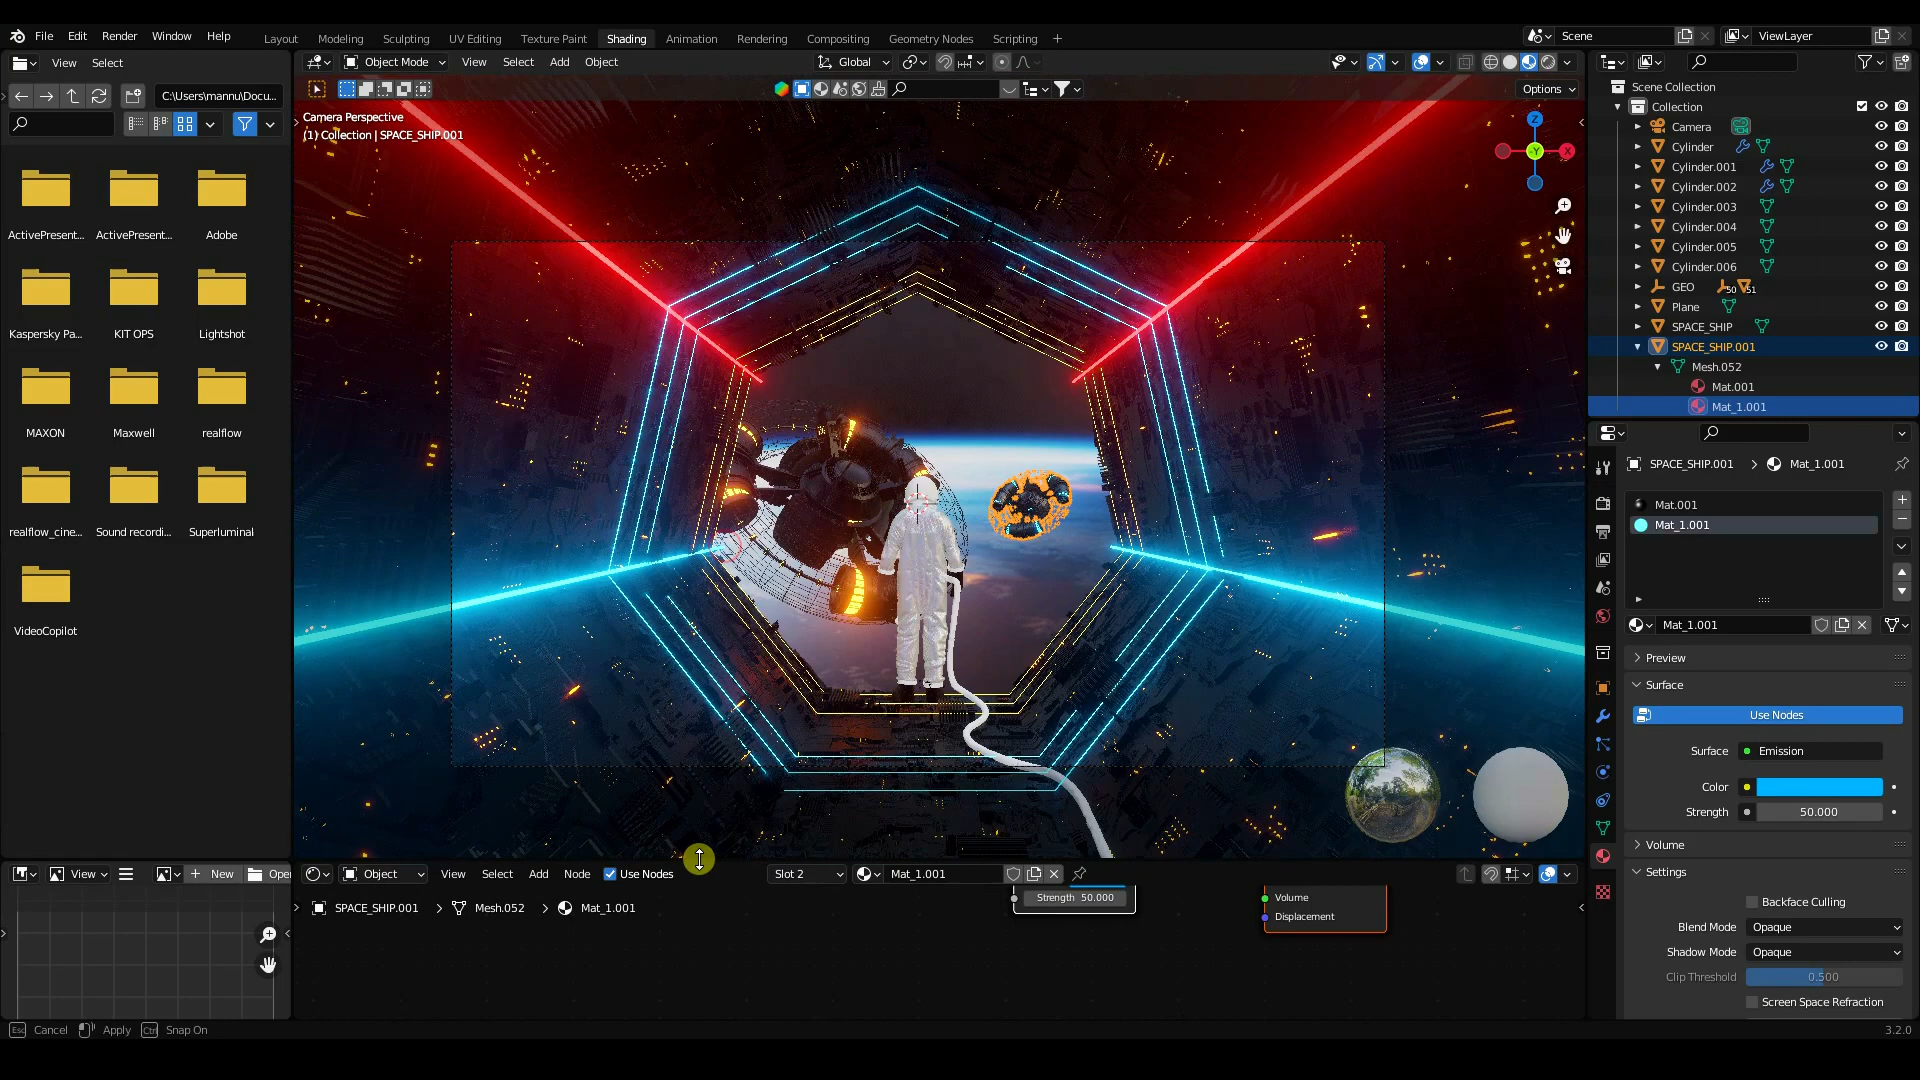 File Edit Render Window Help
Layout Modeling Sculpting UV Editing Texture Paint Shading Animation Rendering Compositing Geometry Nodes Scripting +
Scene
ViewLayer
View Select
Object Mode View Select Add Object
Global
C:\Users\mannu\Docu...
Options
Camera Perspective
(1) Collection | SPACE_SHIP.001
Z
-Y
X
ActivePresent... ActivePresent... Adobe
Kaspersky Pa... KIT OPS Lightshot
MAXON Maxwell realflow
realflow_cine... Sound recordi... Superluminal
VideoCopilot
Scene Collection
Collection
Camera
Cylinder
Cylinder.001
Cylinder.002
Cylinder.003
Cylinder.004
Cylinder.005
Cylinder.006
GEO 50 51
Plane
SPACE_SHIP
SPACE_SHIP.001
Mesh.052
Mat.001
Mat_1.001
SPACE_SHIP.001 > Mat_1.001
Mat.001
Mat_1.001
Mat_1.001
Preview
Surface
Use Nodes
Surface Emission
Color
Strength 50.000
Volume
Settings
Backface Culling
Blend Mode Opaque
Shadow Mode Opaque
Clip Threshold 0.500
Screen Space Refraction
View + New Open
Object View Select Add Node Use Nodes Slot 2 Mat_1.001
SPACE_SHIP.001 > Mesh.052 > Mat_1.001
Strength 50.000
Volume
Displacement
Esc Cancel Apply Ctrl Snap On
3.2.0